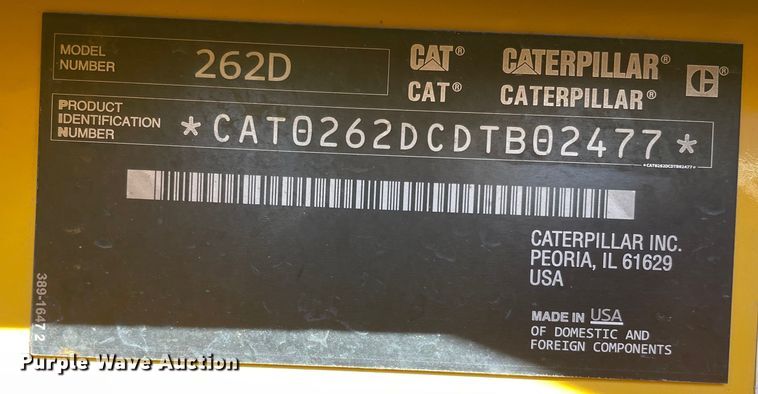 MODEL
NUMBER
262D
CAT® CATERPILLAR®
CAT® CATERPILLAR®
PRODUCT
IDENTIFICATION
NUMBER
*CAT0262DCDTB02477*
*CAT0262DCDTB02477*
CATERPILLAR INC.
PEORIA, IL 61629
USA
MADE IN USA
OF DOMESTIC AND
FOREIGN COMPONENTS
389-1647 2
Purple Wave Auction